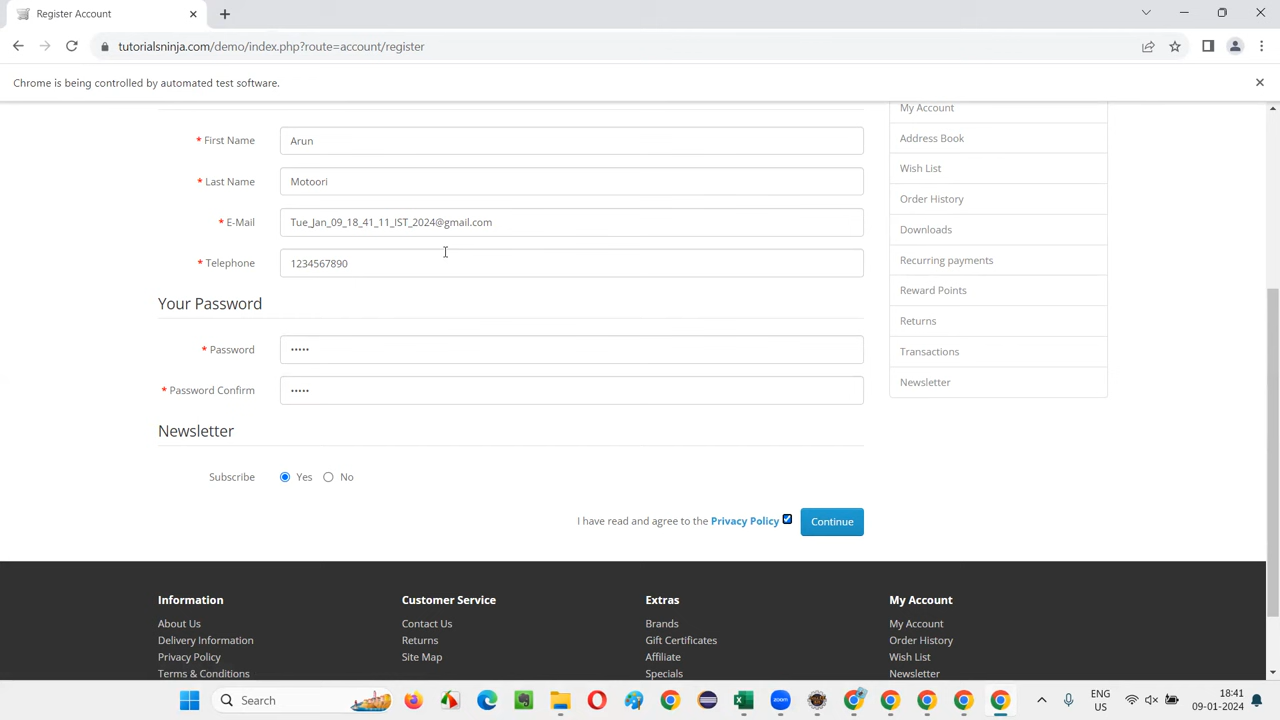 Register Account
tutorialsninja.com/demo/index.php?route=account/register
Chrome is being controlled by automated test software.
* First Name Arun
* Last Name Motoori
* E-Mail Tue_Jan_09_18_41_11_IST_2024@gmail.com
* Telephone 1234567890
Your Password
* Password •••••
* Password Confirm •••••
Newsletter
Subscribe Yes No
I have read and agree to the Privacy Policy Continue
My Account
Address Book
Wish List
Order History
Downloads
Recurring payments
Reward Points
Returns
Transactions
Newsletter
Information
About Us
Delivery Information
Privacy Policy
Terms & Conditions
Customer Service
Contact Us
Returns
Site Map
Extras
Brands
Gift Certificates
Affiliate
Specials
My Account
My Account
Order History
Wish List
Newsletter
Search
zoom
ENG
US
18:41
09-01-2024